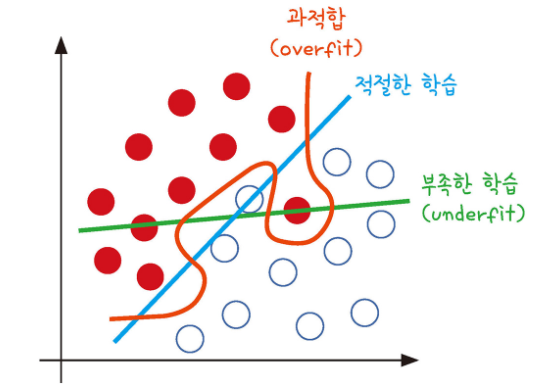 과적합
(overfit)
적절한 학습
부족한 학습
(underfit)